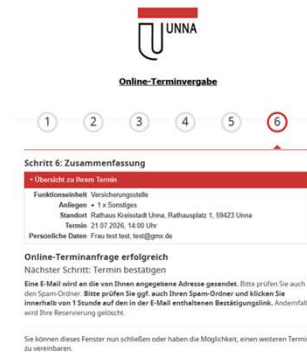 UNNA
Online-Terminvergabe
1 2 3 4 5 6
Schritt 6: Zusammenfassung
Übersicht zu Ihrem Termin
Funktionseinheit Versicherungsstelle
Anliegen • 1 x Sonstiges
Standort Rathaus Kreisstadt Unna, Rathausplatz 1, 59423 Unna
Termin 21.07.2026, 14:00 Uhr
Persönliche Daten Frau test test, test@gmx.de
Online-Terminanfrage erfolgreich
Nächster Schritt: Termin bestätigen
Eine E-Mail wird an die von Ihnen angegebene Adresse gesendet. Bitte prüfen Sie auch
den Spam-Ordner. Bitte prüfen Sie ggf. auch Ihren Spam-Ordner und klicken Sie
innerhalb von 1 Stunde auf den in der E-Mail enthaltenen Bestätigungslink. Andernfall
wird Ihre Reservierung gelöscht.
Sie können dieses Fenster nun schließen oder haben die Möglichkeit, einen weiteren Term
zu vereinbaren.